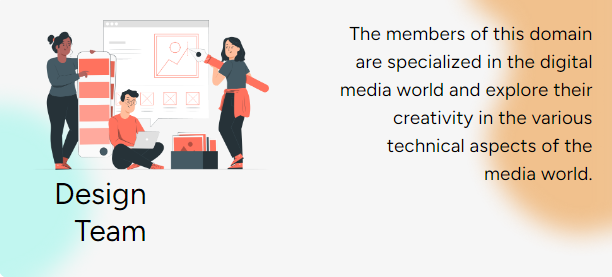 The members of this domain
are specialized in the digital
media world and explore their
creativity in the various
technical aspects of the
media world.
Design
Team